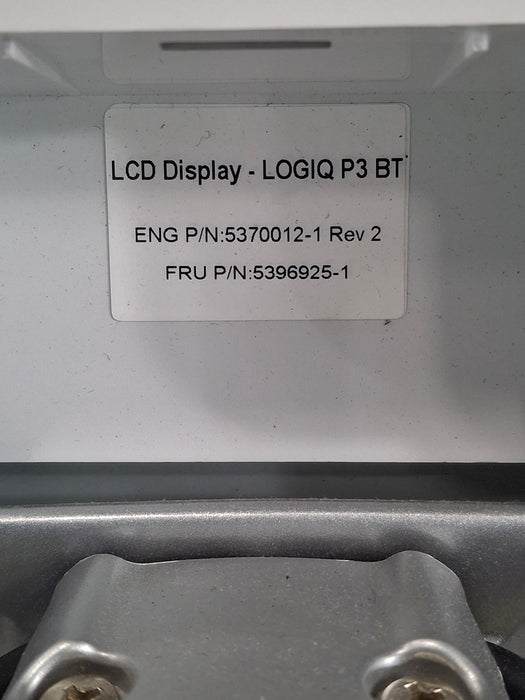 LCD Display - LOGIQ P3 BT
ENG P/N:5370012-1 Rev 2
FRU P/N:5396925-1